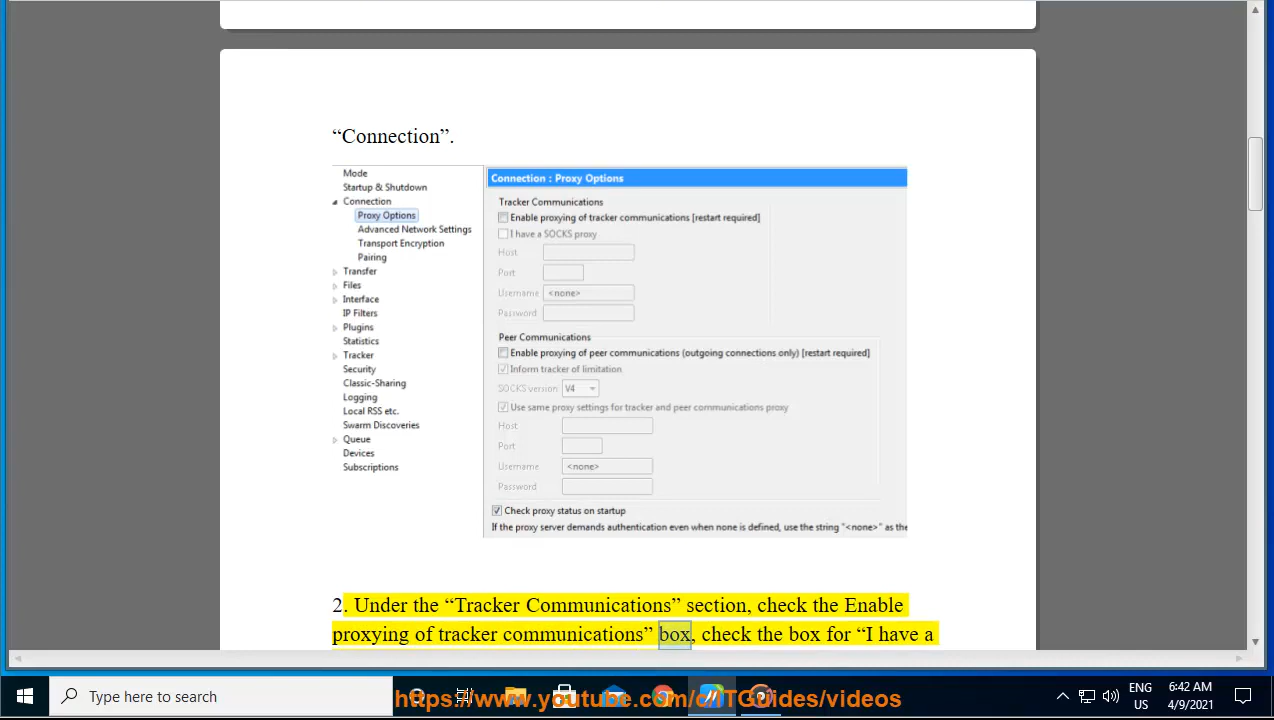 “Connection”.
Mode
Startup & Shutdown
Connection
Proxy Options
Advanced Network Settings
Transport Encryption
Pairing
Transfer
Files
Interface
IP Filters
Plugins
Statistics
Tracker
Security
Classic-Sharing
Logging
Local RSS etc.
Swarm Discoveries
Queue
Devices
Subscriptions
Connection : Proxy Options
Tracker Communications
Enable proxying of tracker communications [restart required]
I have a SOCKS proxy
Host
Port
Username <none>
Password
Peer Communications
Enable proxying of peer communications (outgoing connections only) [restart required]
Inform tracker of limitation
SOCKS version V4
Use same proxy settings for tracker and peer communications proxy
Host
Port
Username <none>
Password
Check proxy status on startup
If the proxy server demands authentication even when none is defined, use the string "<none>" as the
2. Under the “Tracker Communications” section, check the Enable
proxying of tracker communications” box, check the box for “I have a
Type here to search
https://www.youtube.com/c/ITGuides/videos
ENG
US
6:42 AM
4/9/2021